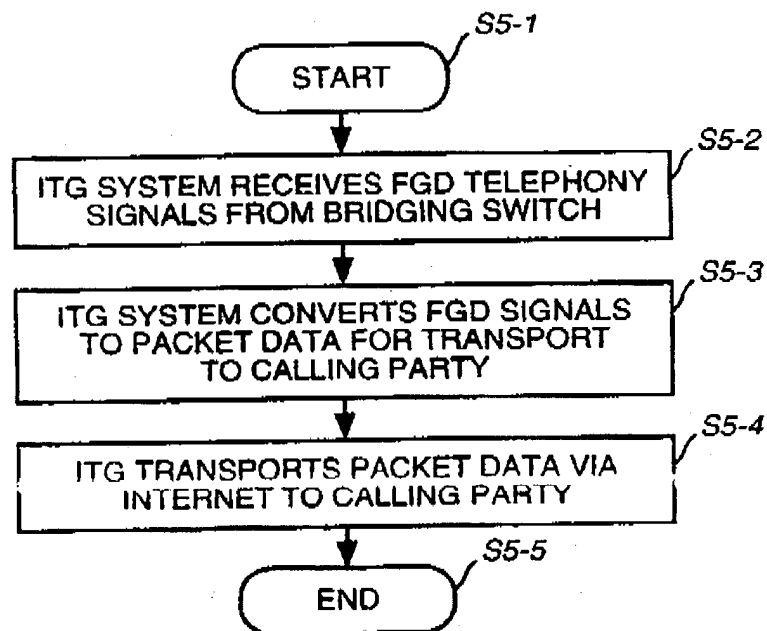 S5-1
START
S5-2
ITG SYSTEM RECEIVES FGD TELEPHONY
SIGNALS FROM BRIDGING SWITCH
S5-3
ITG SYSTEM CONVERTS FGD SIGNALS
TO PACKET DATA FOR TRANSPORT
TO CALLING PARTY
S5-4
ITG TRANSPORTS PACKET DATA VIA
INTERNET TO CALLING PARTY
S5-5
END